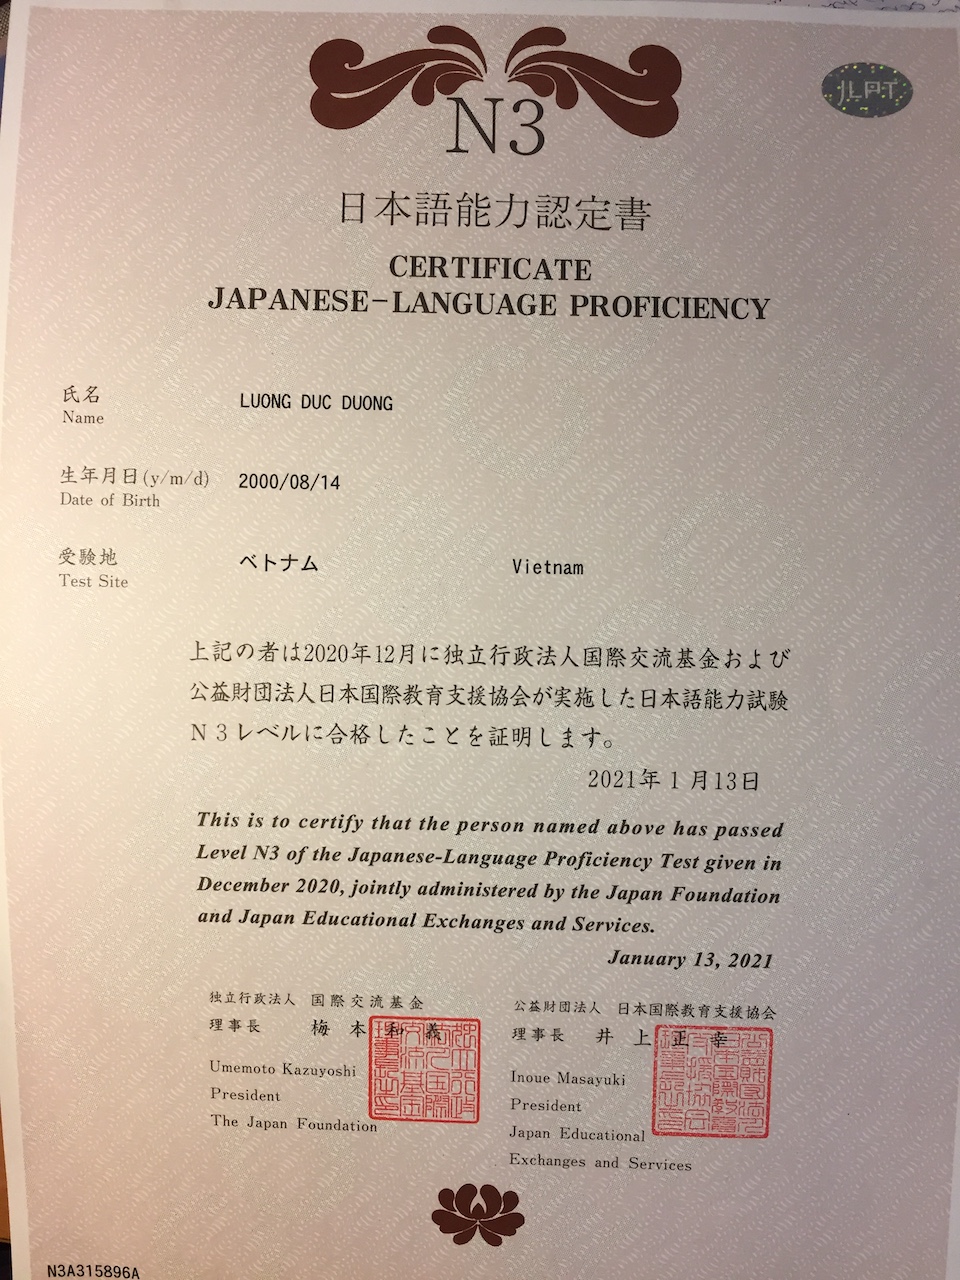 JLPT
N3
日本語能力認定書
CERTIFICATE
JAPANESE-LANGUAGE PROFICIENCY
氏名
Name
LUONG DUC DUONG
生年月日(y/m/d)
Date of Birth
2000/08/14
受験地
Test Site
ベトナム Vietnam
上記の者は2020年12月に独立行政法人国際交流基金および
公益財団法人日本国際教育支援協会が実施した日本語能力試験
N3レベルに合格したことを証明します。
2021年1月13日
This is to certify that the person named above has passed
Level N3 of the Japanese-Language Proficiency Test given in
December 2020, jointly administered by the Japan Foundation
and Japan Educational Exchanges and Services.
January 13, 2021
独立行政法人 国際交流基金
理事長 梅本和義
Umemoto Kazuyoshi
President
The Japan Foundation
公益財団法人 日本国際教育支援協会
理事長 井上正幸
Inoue Masayuki
President
Japan Educational
Exchanges and Services
N3A315896A